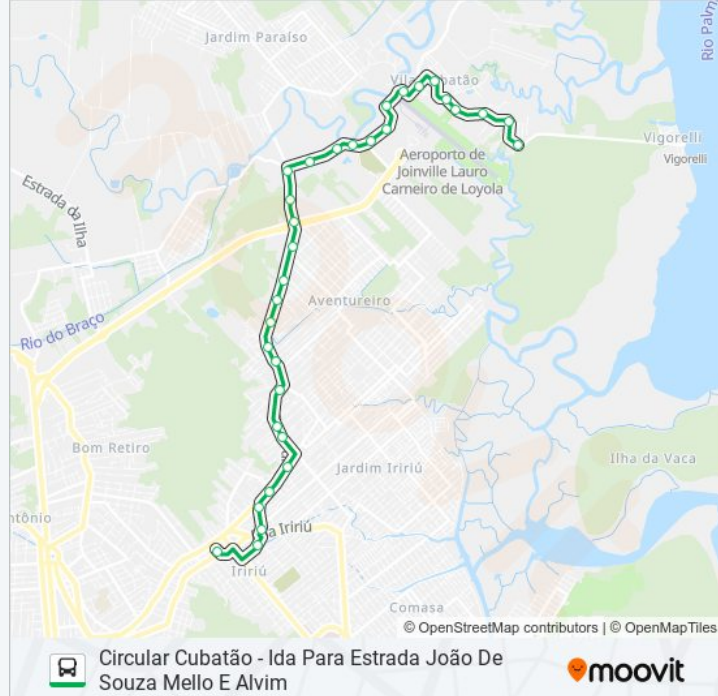 Rio Palm
Jardim Paraíso
Vila Cubatão
Vigorelli
Vigorelli
Aeroporto de
Joinville Lauro
Carneiro de Loyola
Estrada da Ilha
Aventureiro
Rio do Braço
Bom Retiro
Jardim Iririú
Ilha da Vaca
ntônio
Iririú
Iririú
Comasa
© OpenStreetMap contributors | © OpenMapTiles
Circular Cubatão - Ida Para Estrada João De
Souza Mello E Alvim
moovit